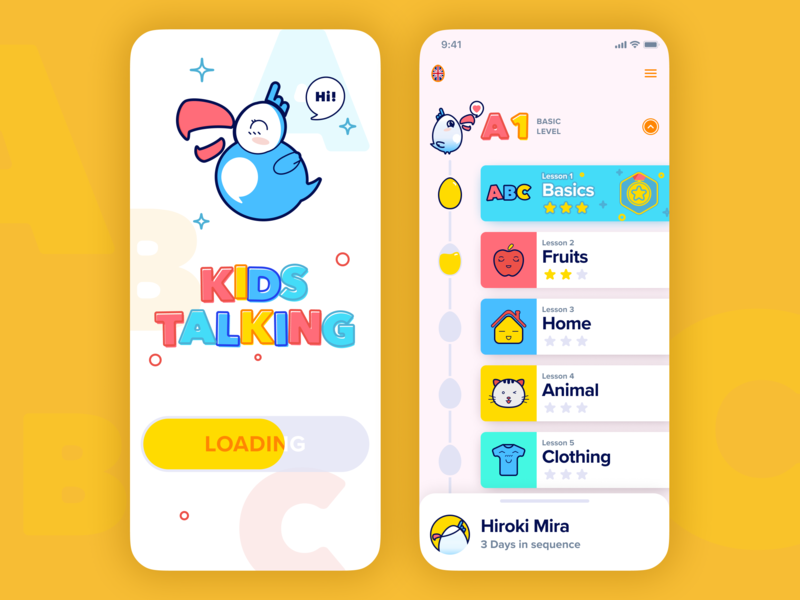 Hi!
KIDS
TALKING
LOADING
9:41
A1
BASIC
LEVEL
ABC
Lesson 1
Basics
Lesson 2
Fruits
Lesson 3
Home
Lesson 4
Animal
Lesson 5
Clothing
Hiroki Mira
3 Days in sequence
A
B
C
A
B
C